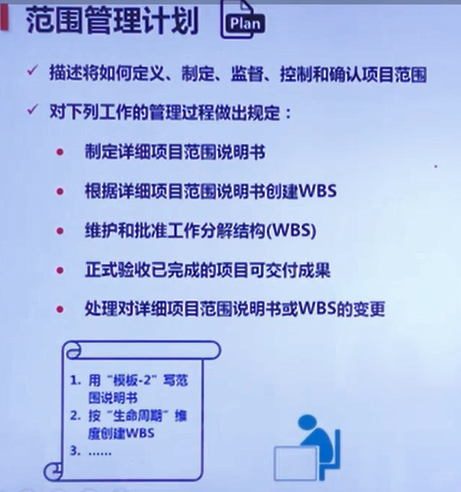 范围管理计划
Plan
描述将如何定义、制定、监督、控制和确认项目范围
对下列工作的管理过程做出规定：
制定详细项目范围说明书
根据详细项目范围说明书创建WBS
维护和批准工作分解结构(WBS)
正式验收已完成的项目可交付成果
处理对详细项目范围说明书或WBS的变更
1. 用“模板-2”写范
围说明书
2. 按“生命周期”维
度创建WBS
3. ......